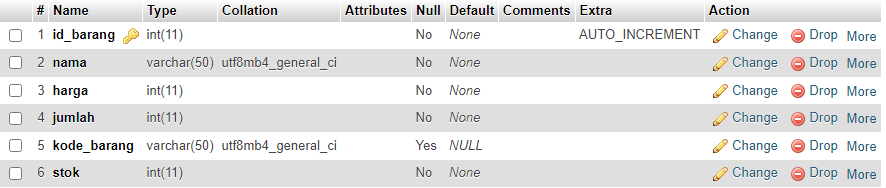 # Name Type Collation Attributes Null Default Comments Extra Action
1 id_barang int(11) No None AUTO_INCREMENT Change Drop More
2 nama varchar(50) utf8mb4_general_ci No None Change Drop More
3 harga int(11) No None Change Drop More
4 jumlah int(11) No None Change Drop More
5 kode_barang varchar(50) utf8mb4_general_ci Yes NULL Change Drop More
6 stok int(11) No None Change Drop More